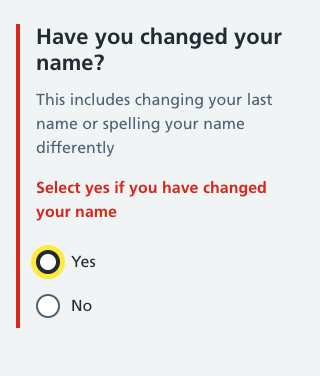 Have you changed your
name?
This includes changing your last
name or spelling your name
differently
Select yes if you have changed
your name
Yes
No